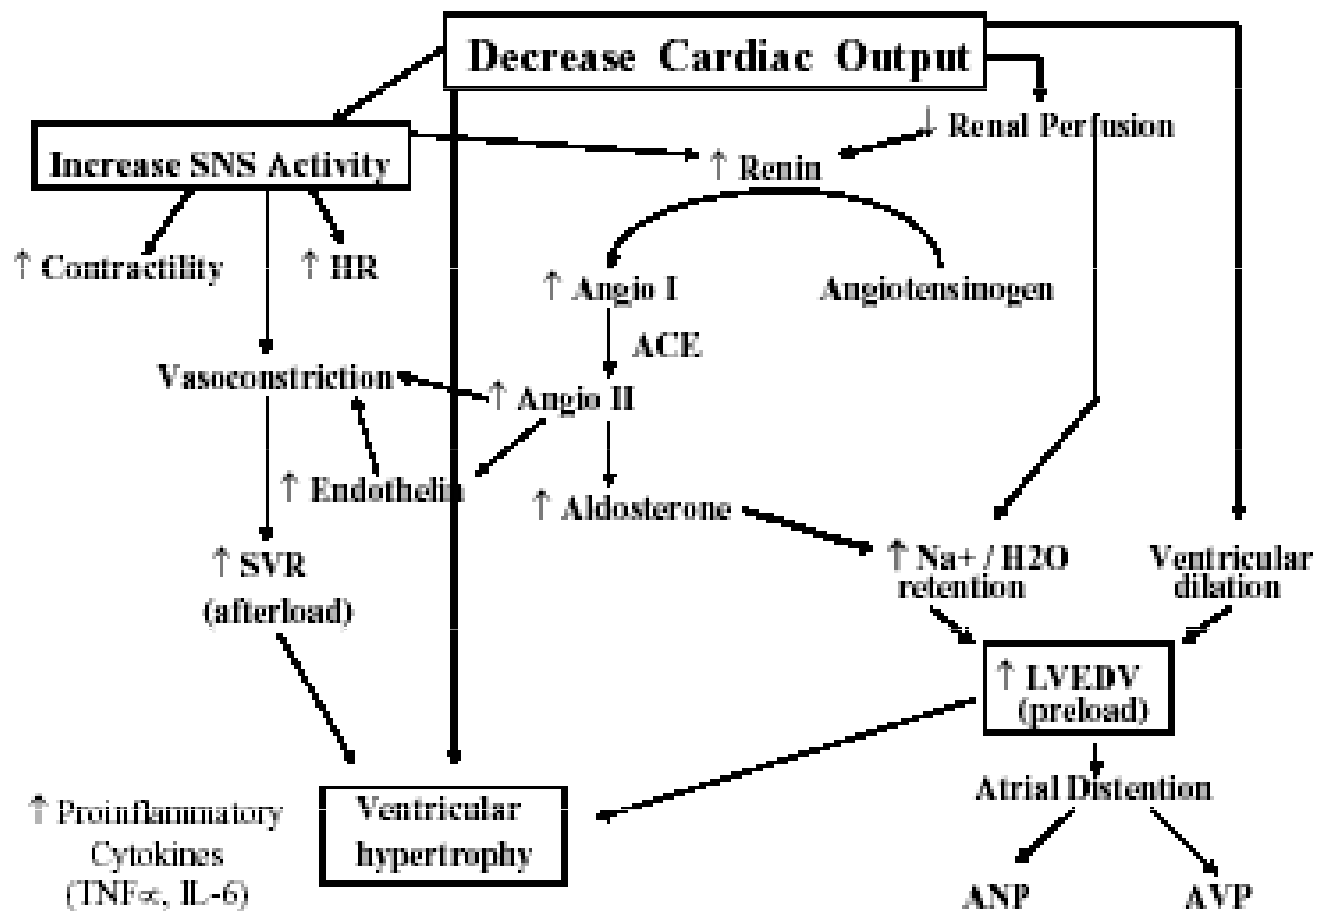 Decrease Cardiac Output
↓ Renal Perfusion
Increase SNS Activity
↑ Renin
↑ Contractility
↑ HR
↑ Angio I
Angiotensinogen
ACE
Vasoconstriction
↑ Angio II
↑ Endothelin
↑ Aldosterone
↑ SVR
(afterload)
↑ Na+ / H2O
retention
Ventricular
dilation
↑ LVEDV
(preload)
Atrial Distention
↑ Proinflammatory
Cytokines
(TNF∝, IL-6)
Ventricular
hypertrophy
ANP
AVP